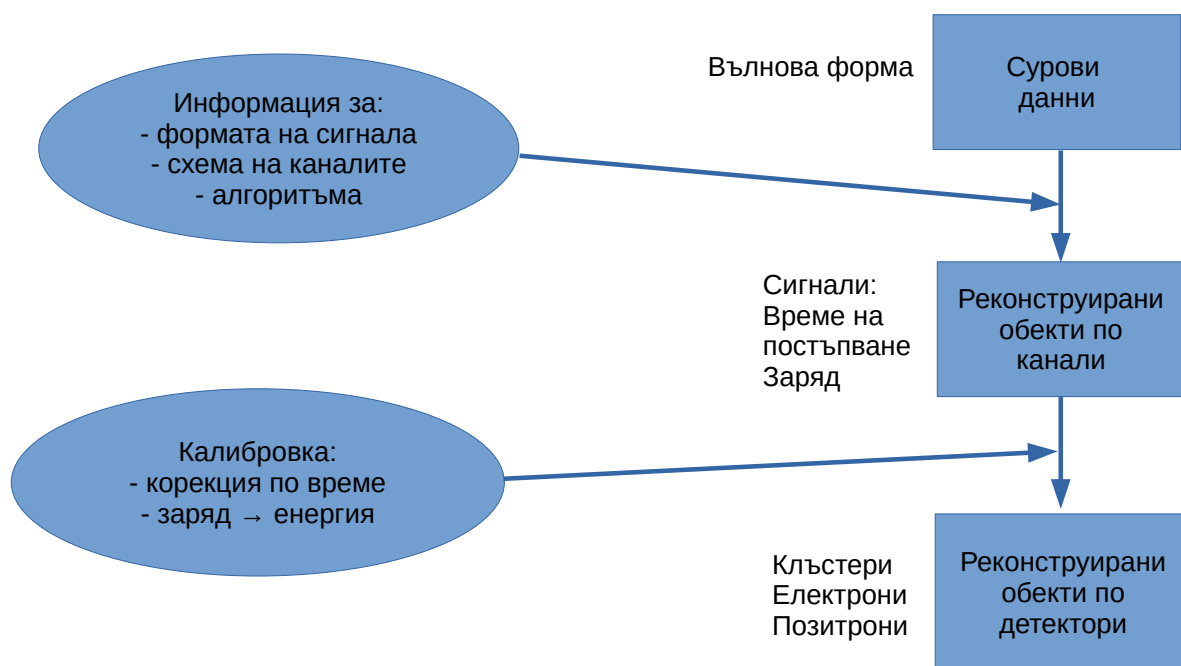 Вълнова форма
Сурови
данни
Информация за:
- формата на сигнала
- схема на каналите
- алгоритъма
Сигнали:
Време на
постъпване
Заряд
Реконструирани
обекти по
канали
Калибровка:
- корекция по време
- заряд → енергия
Клъстери
Електрони
Позитрони
Реконструирани
обекти по
детектори